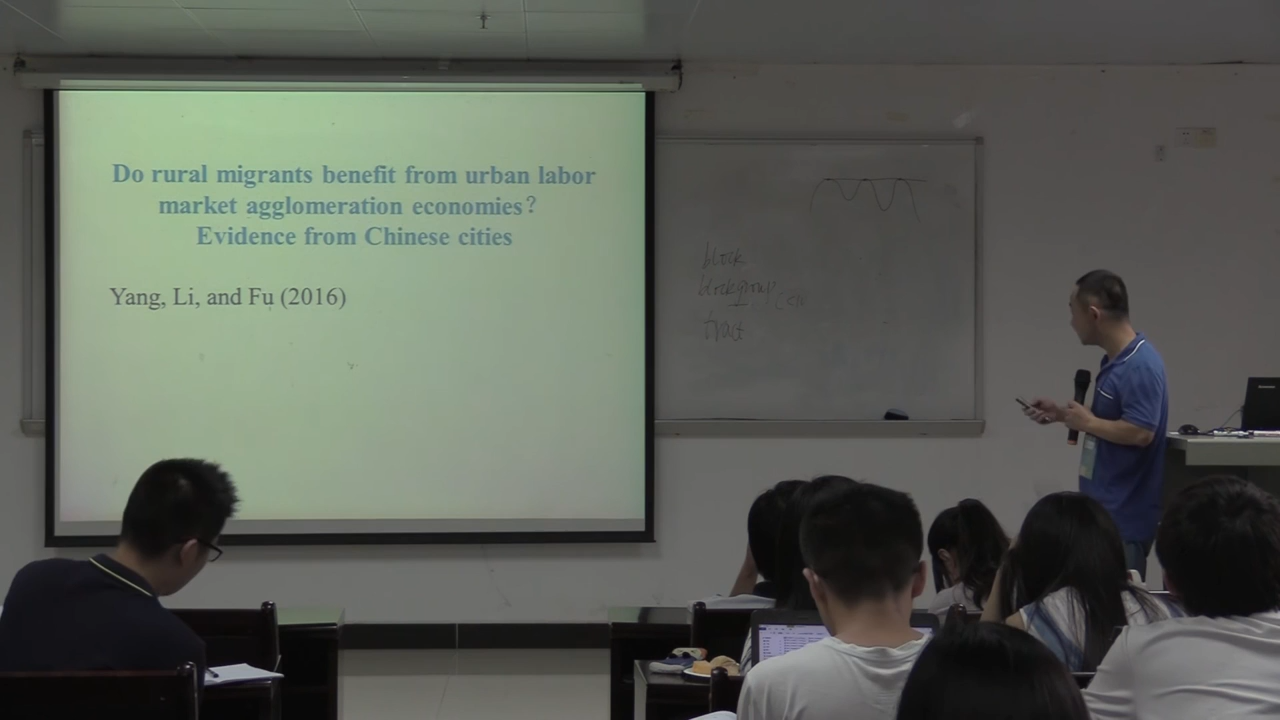 Do rural migrants benefit from urban labor
market agglomeration economies?
Evidence from Chinese cities
Yang, Li, and Fu (2016)
block
blockgroup
tract